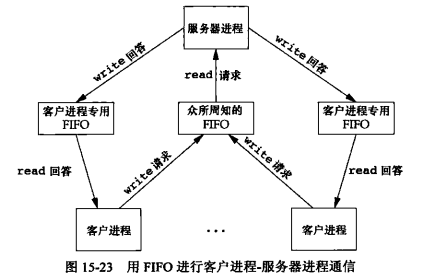 服务器进程
write 回答
read 请求
write 回答
客户进程专用
FIFO
众所周知的
FIFO
客户进程专用
FIFO
read 回答
write 请求
write 请求
read 回答
客户进程
...
客户进程
图 15-23 用 FIFO 进行客户进程-服务器进程通信